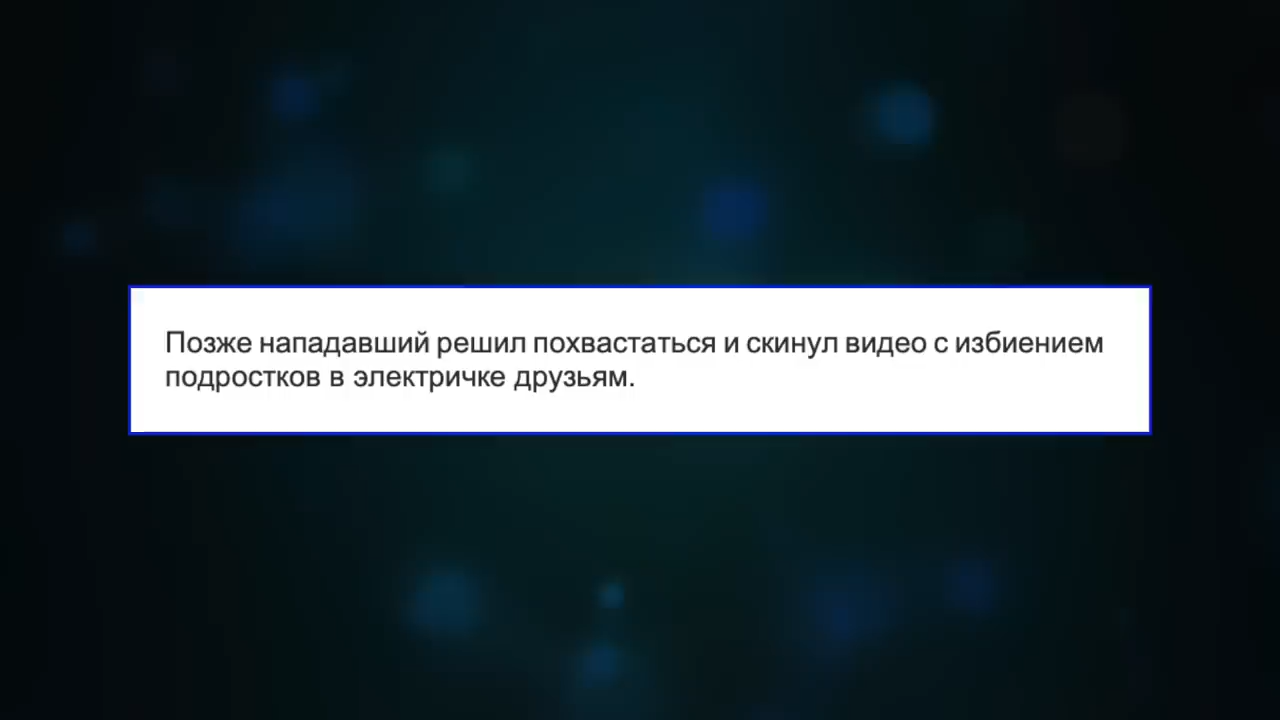 Позже нападавший решил похвастаться и скинул видео с избиением
подростков в электричке друзьям.